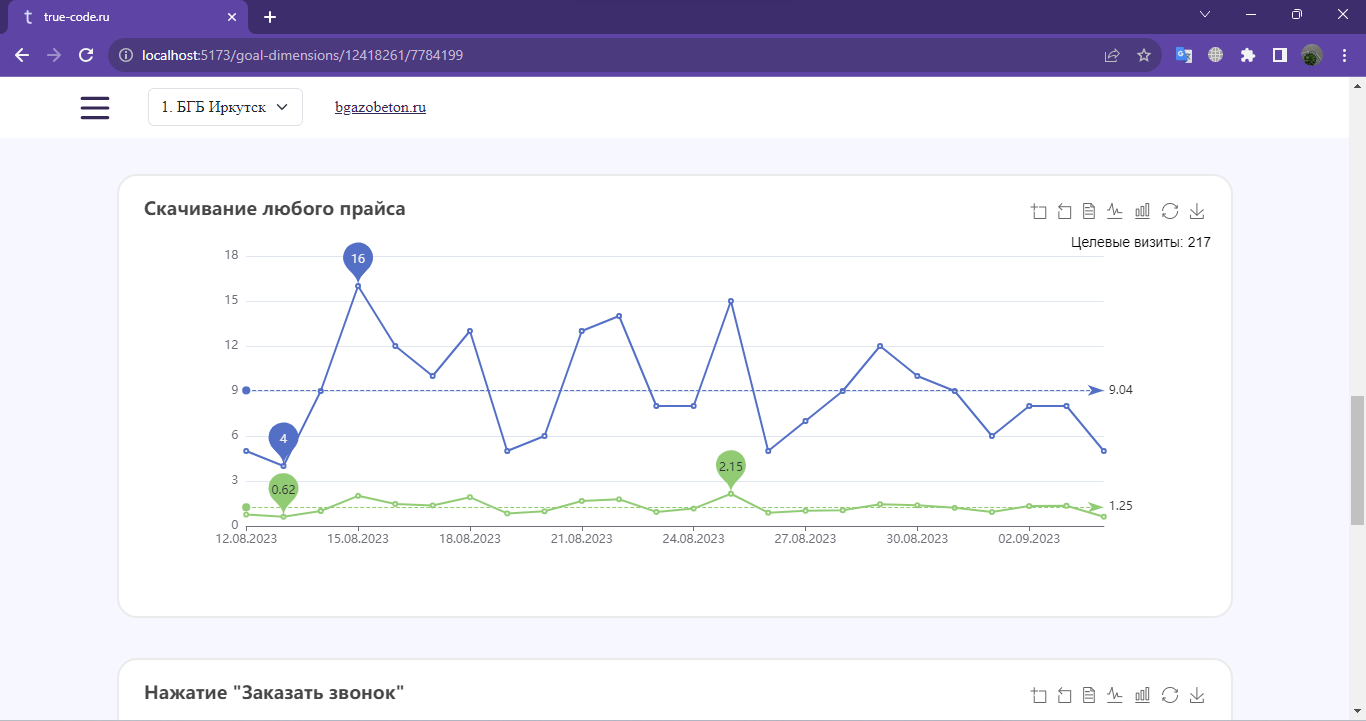 true-code.ru
localhost:5173/goal-dimensions/12418261/7784199
1. БГБ Иркутск
bgazobeton.ru
Скачивание любого прайса
Целевые визиты: 217
18
16
15
12
9
9.04
6
4
3
2.15
0.62
1.25
0
12.08.2023 15.08.2023 18.08.2023 21.08.2023 24.08.2023 27.08.2023 30.08.2023 02.09.2023
Нажатие "Заказать звонок"